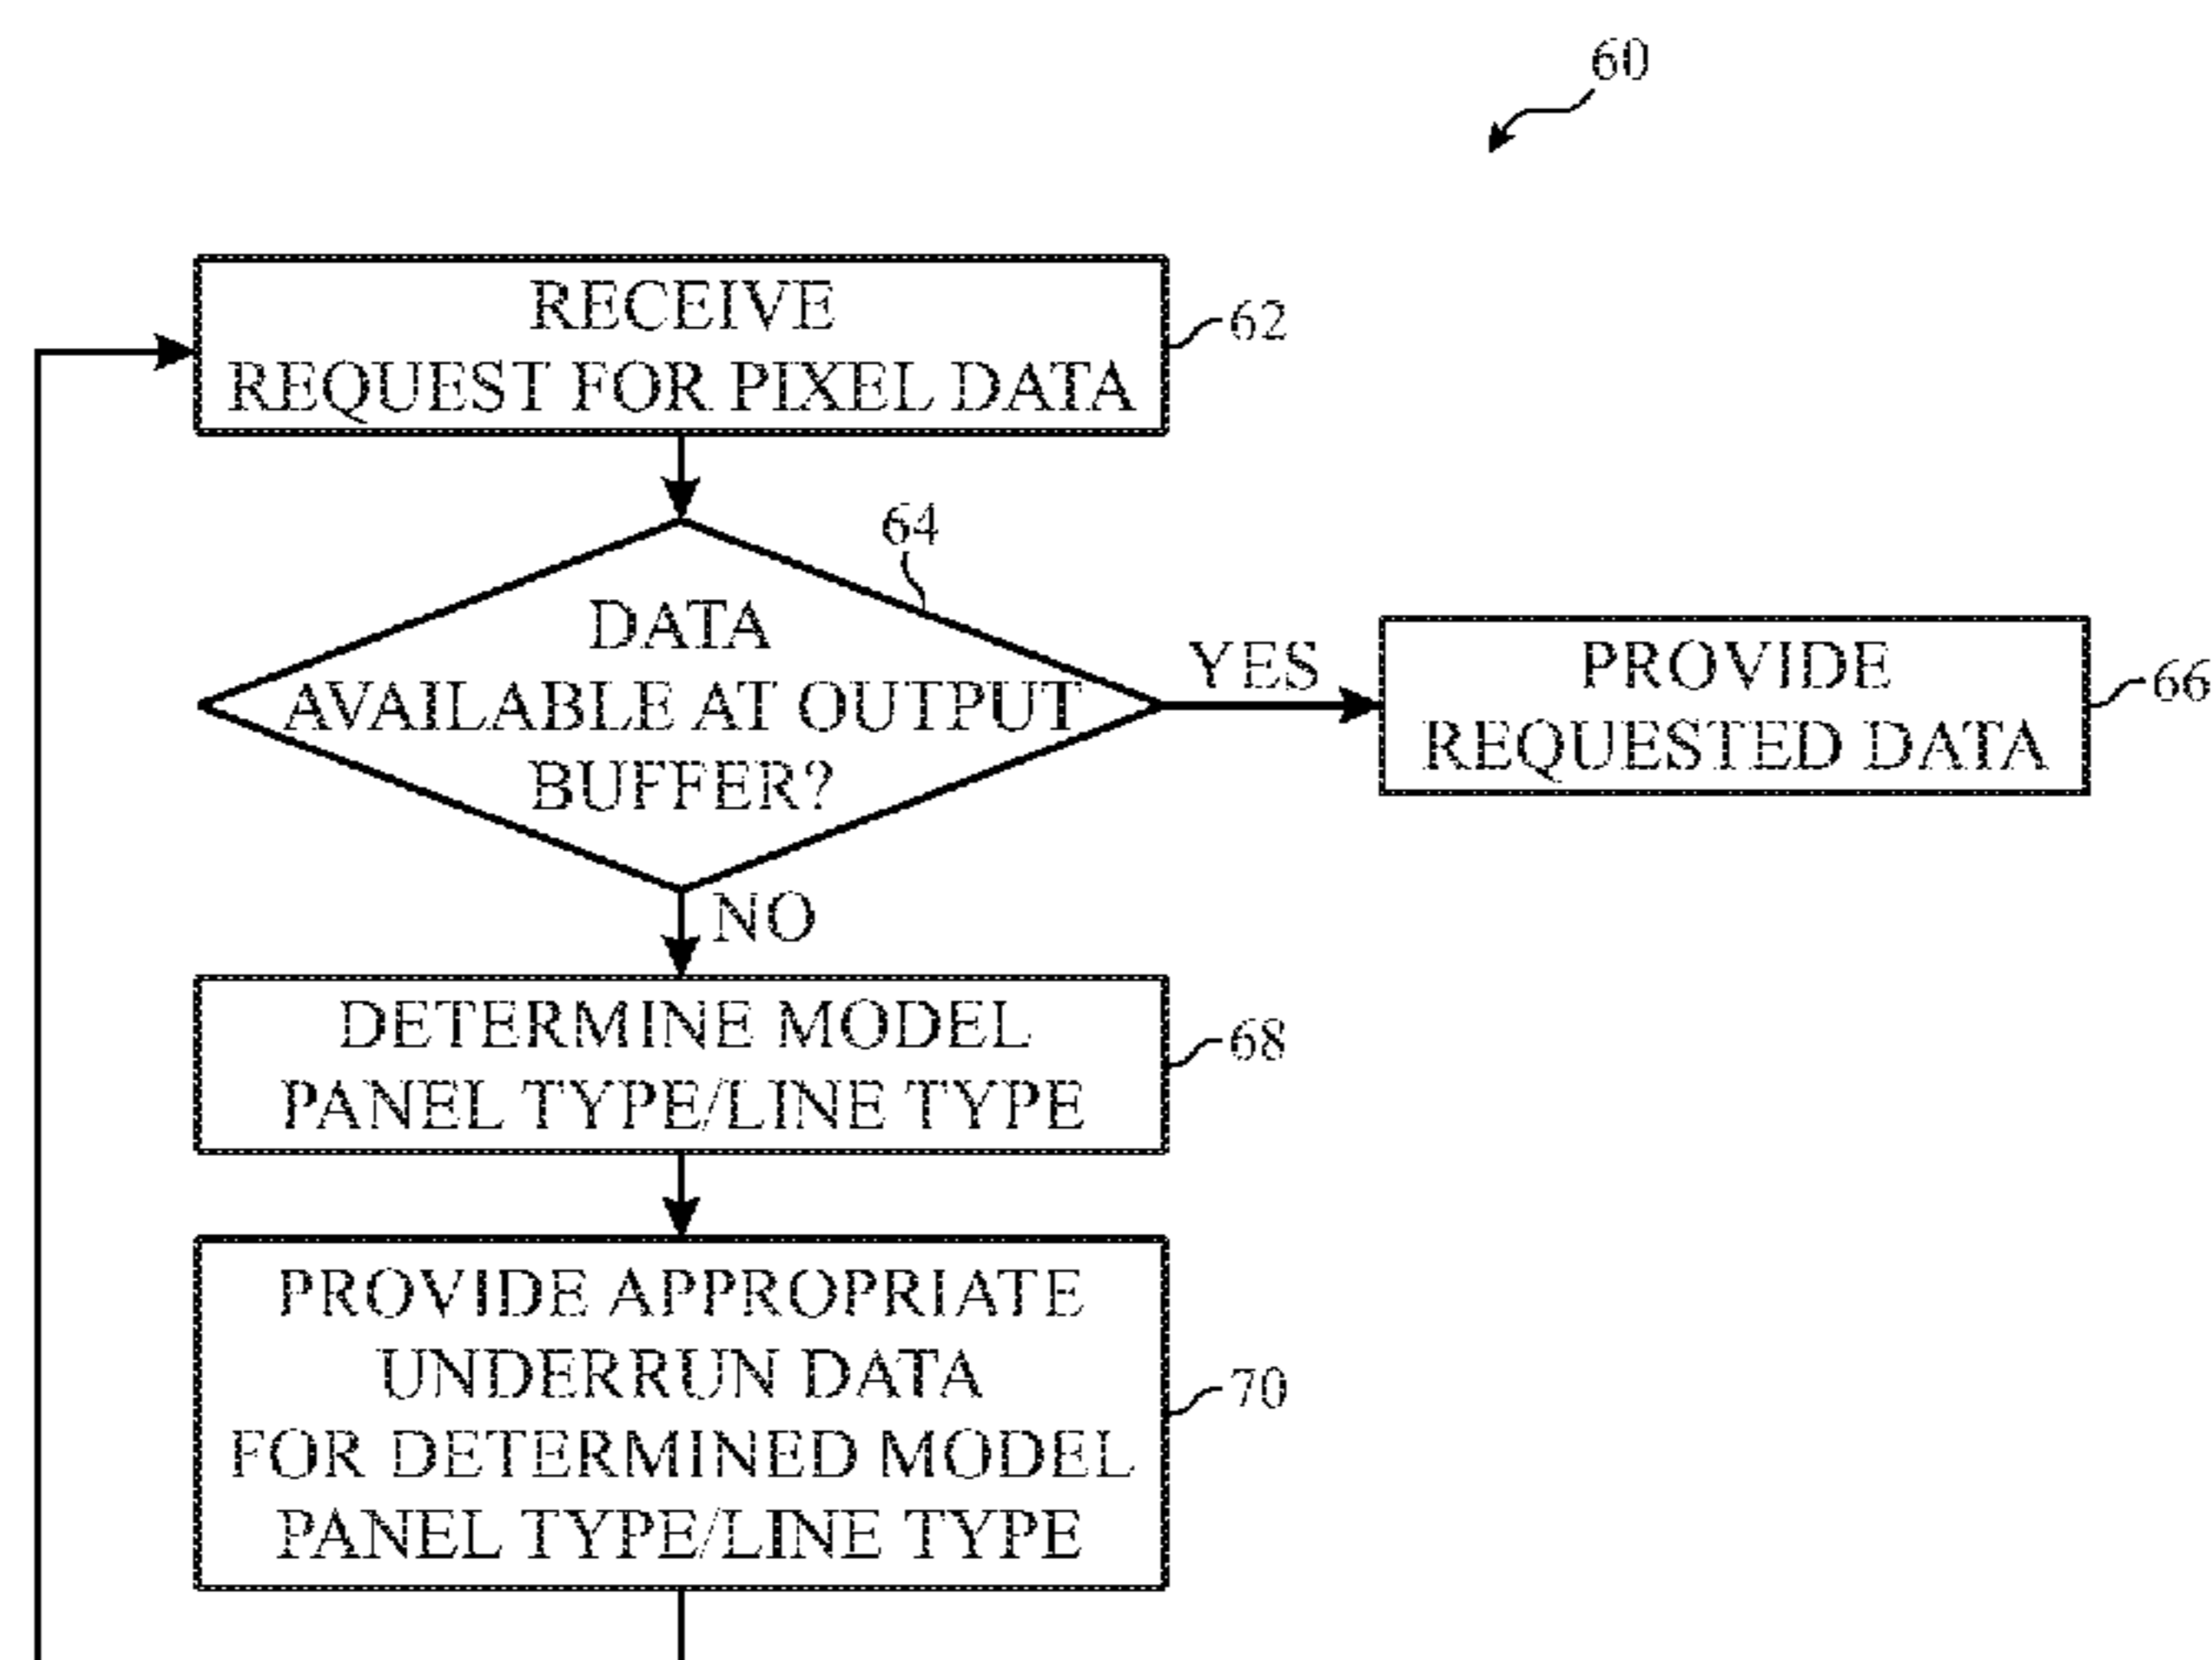 60
RECEIVE
REQUEST FOR PIXEL DATA
62
64
DATA
AVAILABLE AT OUTPUT
BUFFER?
YES
PROVIDE
REQUESTED DATA
66
NO
DETERMINE MODEL
PANEL TYPE/LINE TYPE
68
PROVIDE APPROPRIATE
UNDERRUN DATA
FOR DETERMINED MODEL
PANEL TYPE/LINE TYPE
70